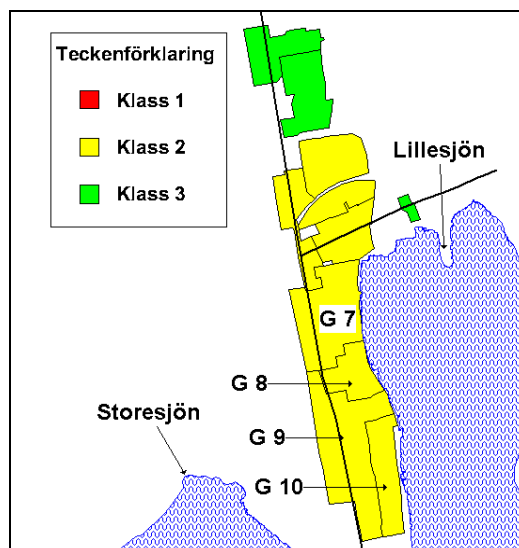 Teckenförklaring
Klass 1
Klass 2
Klass 3
Lillesjön
G 7
G 8
Storesjön
G 9
G 10